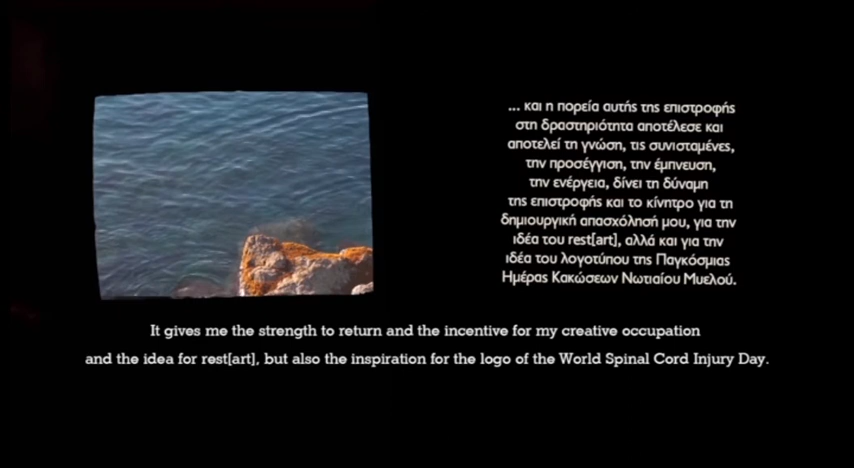 ... και η πορεία αυτής της επιστροφής
στη δραστηριότητα αποτέλεσε και
αποτελεί τη γνώση, τις συνισταμένες,
την προσέγγιση, την έμπνευση,
την ενέργεια, δίνει τη δύναμη
της επιστροφής και το κίνητρο για τη
δημιουργική απασχόλησή μου, για την
ιδέα του rest[art], αλλά και για την
ιδέα του λογοτύπου της Παγκόσμιας
Ημέρας Κακώσεων Νωτιαίου Μυελού.
It gives me the strength to return and the incentive for my creative occupation
and the idea for rest[art], but also the inspiration for the logo of the World Spinal Cord Injury Day.